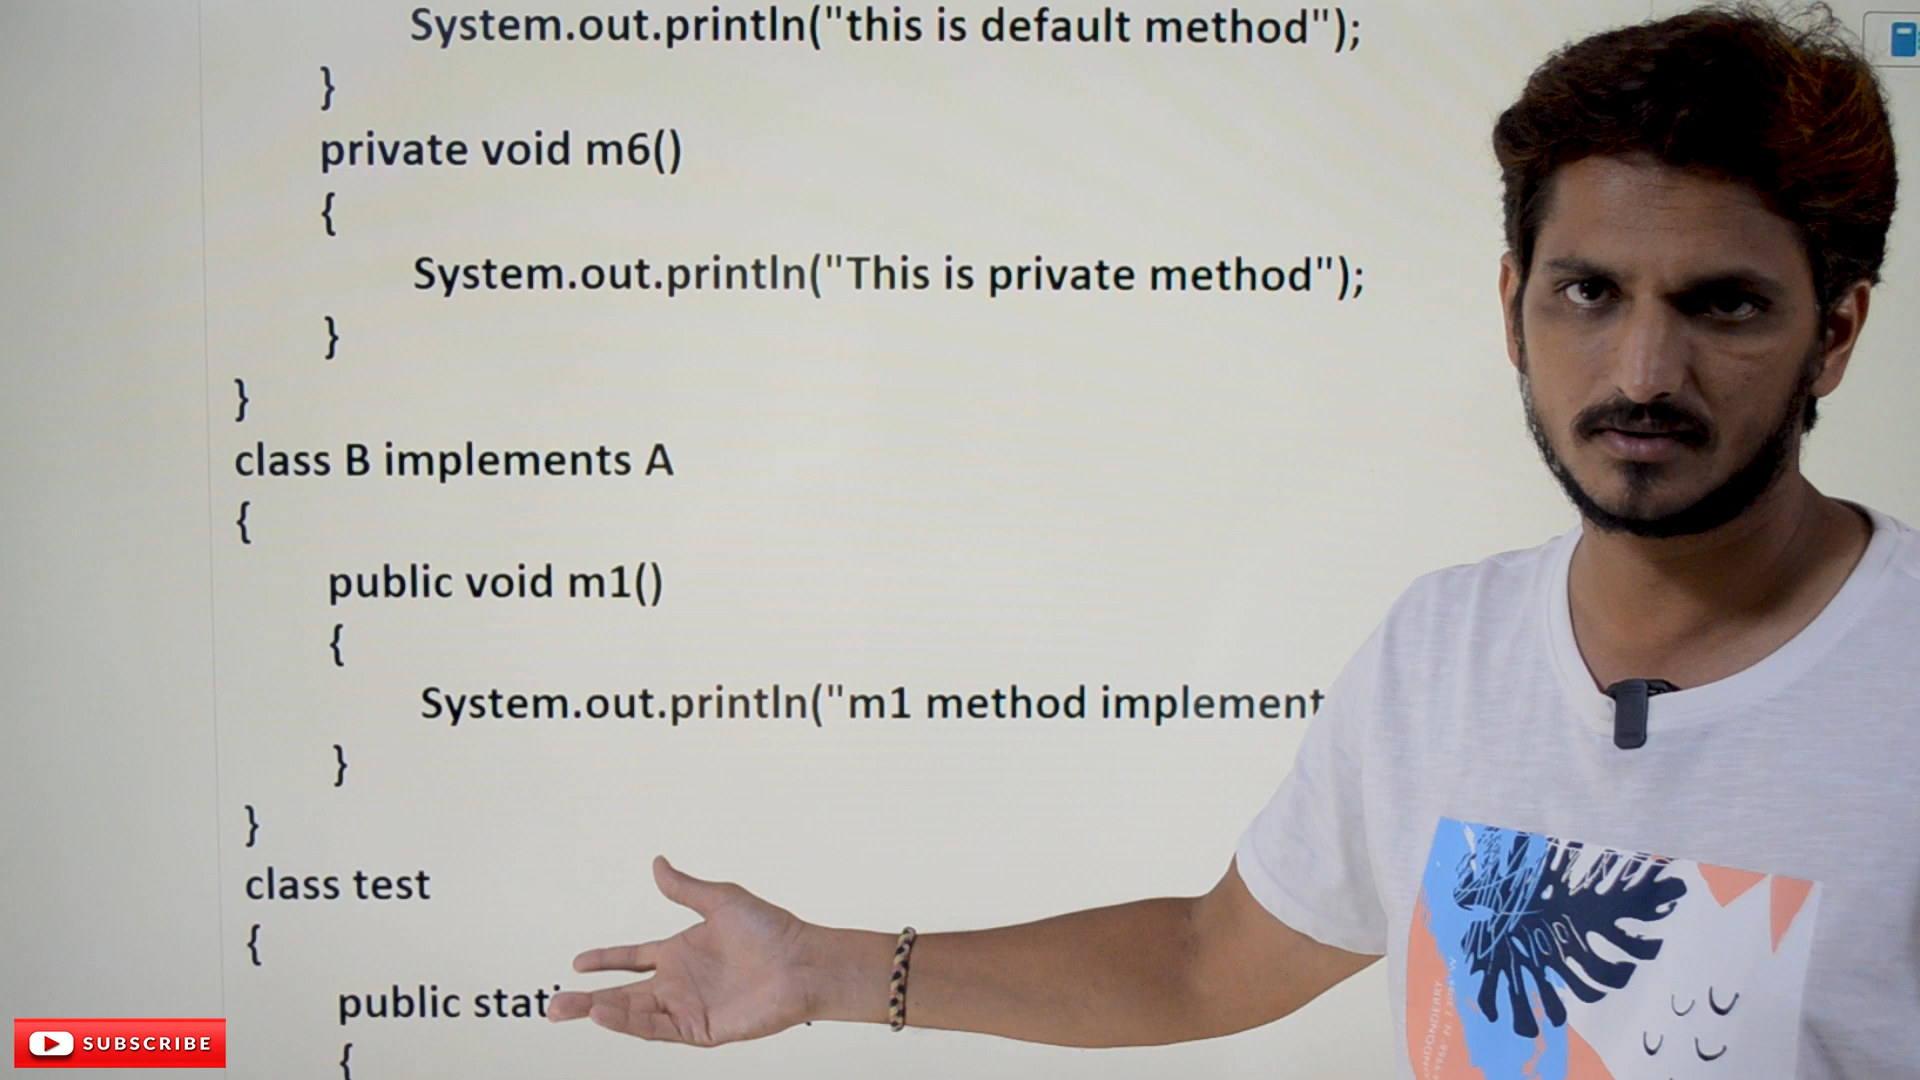 System.out.println("this is default method");
}
private void m6()
{
System.out.println("This is private method");
}
}
class B implements A
{
public void m1()
{
System.out.println("m1 method implement
}
}
class test
{
public stati
{
SUBSCRIBE